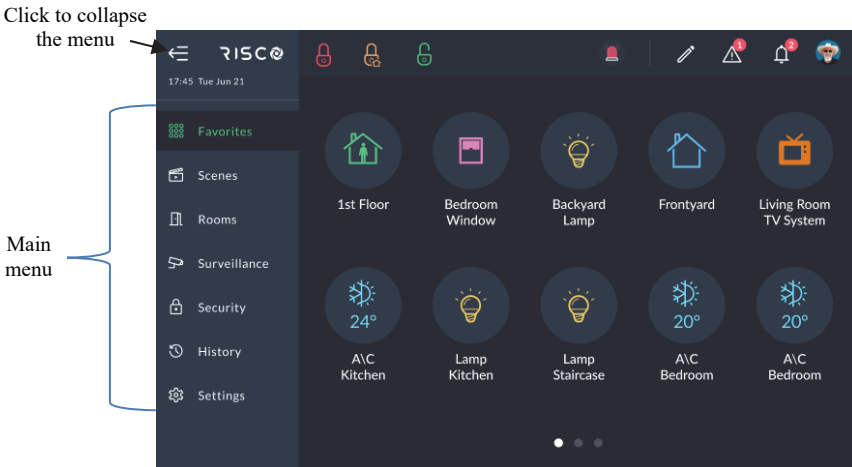 Click to collapse
the menu
RISCO
17:45 Tue Jun 21
1
2
Main
menu
Favorites
Scenes
Rooms
Surveillance
Security
History
Settings
1st Floor
Bedroom
Window
Backyard
Lamp
Frontyard
Living Room
TV System
24°
A\C
Kitchen
Lamp
Kitchen
Lamp
Staircase
20°
A\C
Bedroom
20°
A\C
Bedroom